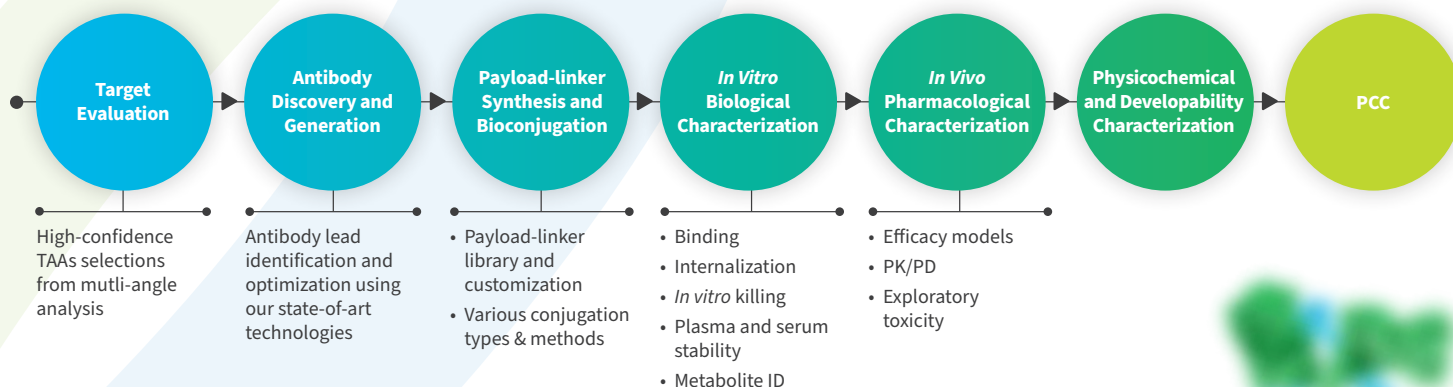 Target
Evaluation
Antibody
Discovery and
Generation
Payload-linker
Synthesis and
Bioconjugation
In Vitro
Biological
Characterization
In Vivo
Pharmacological
Characterization
Physicochemical
and Developability
Characterization
PCC
High-confidence
TAAs selections
from mutli-angle
analysis
Antibody lead
identification and
optimization using
our state-of-art
technologies
• Payload-linker
library and
customization
• Various conjugation
types & methods
• Binding
• Internalization
• In vitro killing
• Plasma and serum
stability
• Metabolite ID
• Efficacy models
• PK/PD
• Exploratory
toxicity